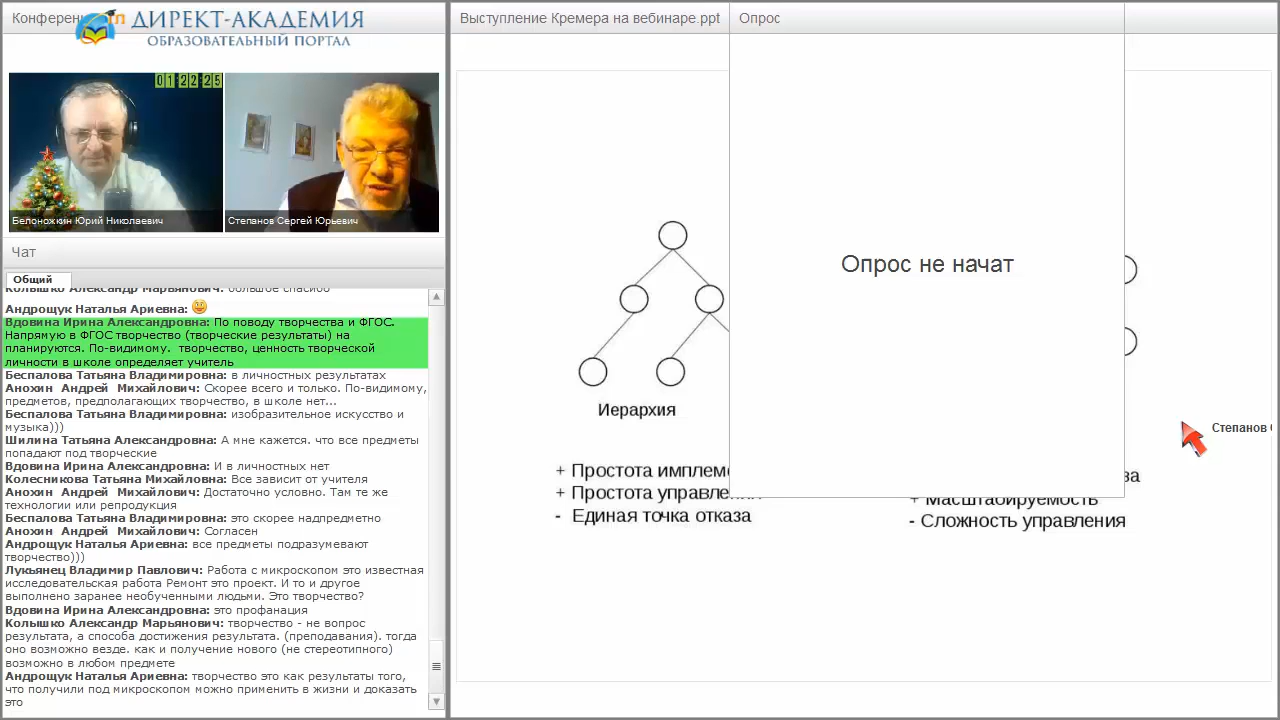 Конферен
ДИРЕКТ-АКАДЕМИЯ
ОБРАЗОВАТЕЛЬНЫЙ ПОРТАЛ
01:22:25
Белоножкин Юрий Николаевич
Степанов Сергей Юрьевич
Чат
Общий
Колышко Александр Марьянович: большое спасибо
Андрощук Наталья Ариевна:
Вдовина Ирина Александровна: По поводу творчества и ФГОС.
Напрямую в ФГОС творчество (творческие результаты) на
планируются. По-видимому. творчество, ценность творческой
личности в школе определяет учитель
Беспалова Татьяна Владимировна: в личностных результатах
Анохин Андрей Михайлович: Скорее всего и только. По-видимому,
предметов, предполагающих творчество, в школе нет...
Беспалова Татьяна Владимировна: изобразительное искусство и
музыка)))
Шилина Татьяна Александровна: А мне кажется. что все предметы
попадают под творческие
Вдовина Ирина Александровна: И в личностных нет
Колесникова Татьяна Михайловна: Все зависит от учителя
Анохин Андрей Михайлович: Достаточно условно. Там те же
технологии или репродукция
Беспалова Татьяна Владимировна: это скорее надпредметно
Анохин Андрей Михайлович: Согласен
Андрощук Наталья Ариевна: все предметы подразумевают
творчество)))
Лукьянец Владимир Павлович: Работа с микроскопом это известная
исследовательская работа Ремонт это проект. И то и другое
выполнено заранее необученными людьми. Это творчество?
Вдовина Ирина Александровна: это профанация
Колышко Александр Марьянович: творчество - не вопрос
результата, а способа достижения результата. (преподавания). тогда
оно возможно везде. как и получение нового (не стереотипного)
возможно в любом предмете
Андрощук Наталья Ариевна: творчество это как результаты того,
что получили под микроскопом можно применить в жизни и доказать
это
Выступление Кремера на вебинаре.ppt
Опрос
Опрос не начат
Иерархия
+ Простота имплем
+ Простота управлени
- Единая точка отказа
за
+ Масштабируемость
- Сложность управления
Степанов